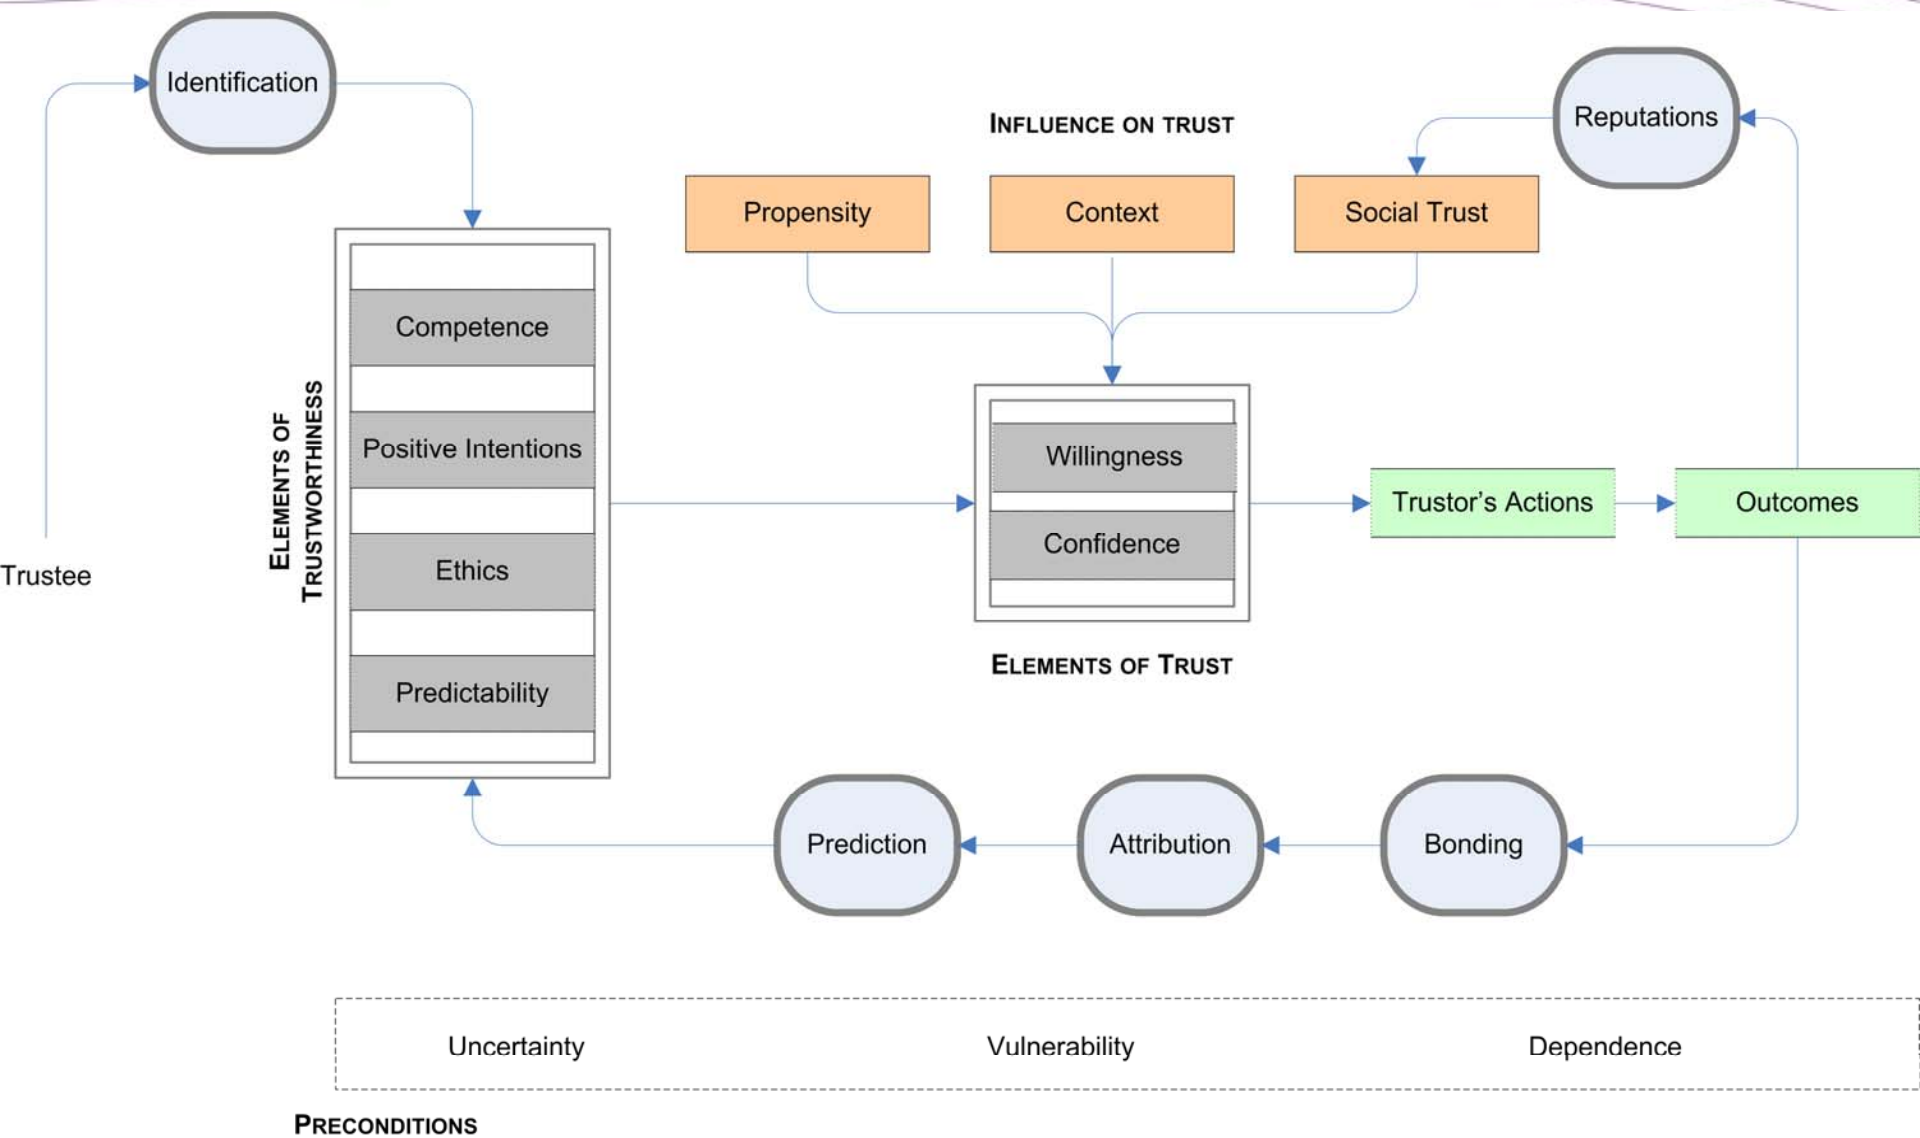 Identification
Reputations
INFLUENCE ON TRUST
Propensity
Context
Social Trust
ELEMENTS OF
TRUSTWORTHINESS
Competence
Positive Intentions
Ethics
Predictability
Trustee
Willingness
Confidence
ELEMENTS OF TRUST
Trustor’s Actions
Outcomes
Prediction
Attribution
Bonding
Uncertainty
Vulnerability
Dependence
PRECONDITIONS